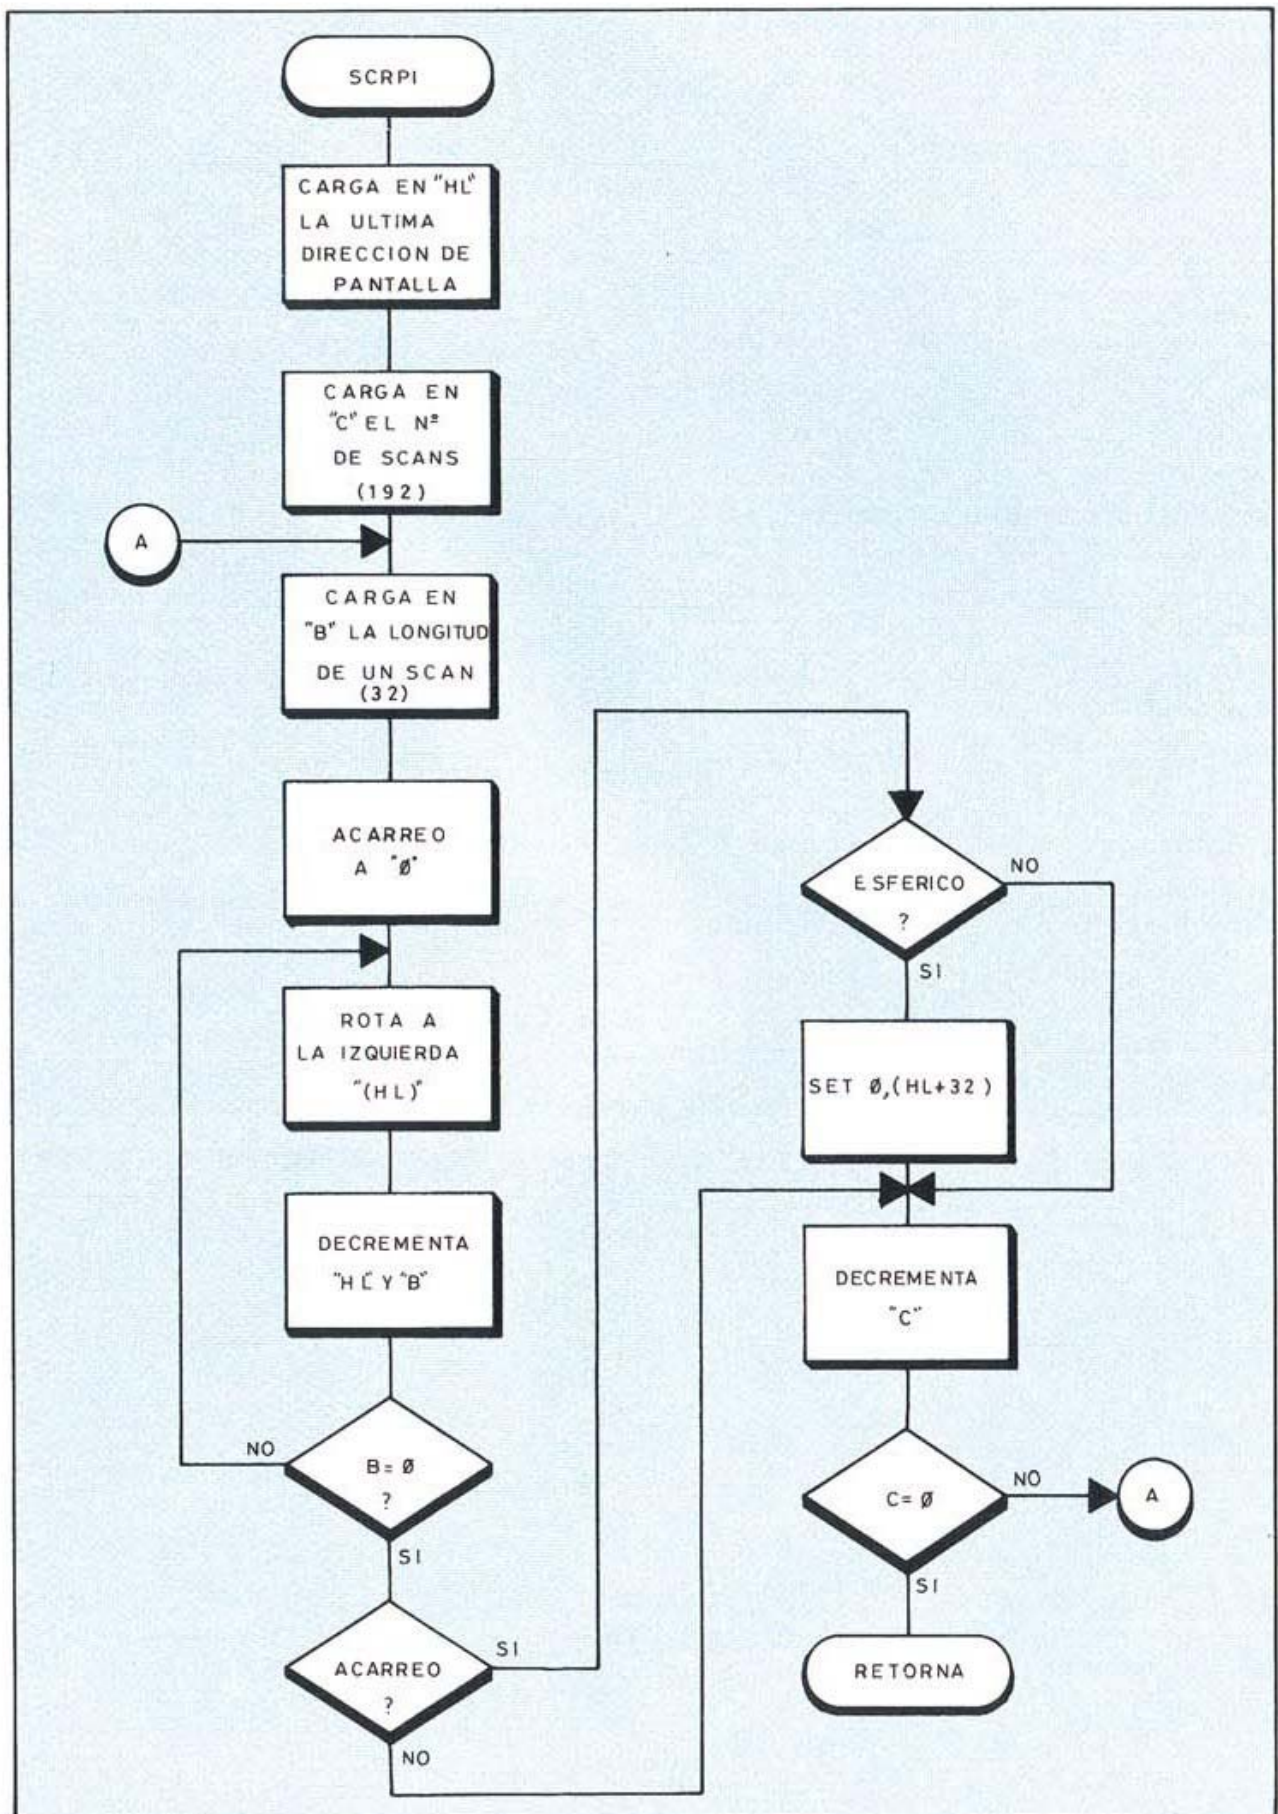 SCRPI
CARGA EN "HL"
LA ULTIMA
DIRECCION DE
PANTALLA
CARGA EN
"C" EL Nº
DE SCANS
(192)
A
CARGA EN
"B" LA LONGITUD
DE UN SCAN
(32)
ACARREO
A "Ø"
ROTA A
LA IZQUIERDA
"(HL)"
DECREMENTA
"HL" Y "B"
B=Ø
?
NO
SI
ACARREO
?
SI
NO
ESFERICO
?
NO
SI
SET Ø,(HL+32)
DECREMENTA
"C"
C=Ø
NO
A
SI
RETORNA